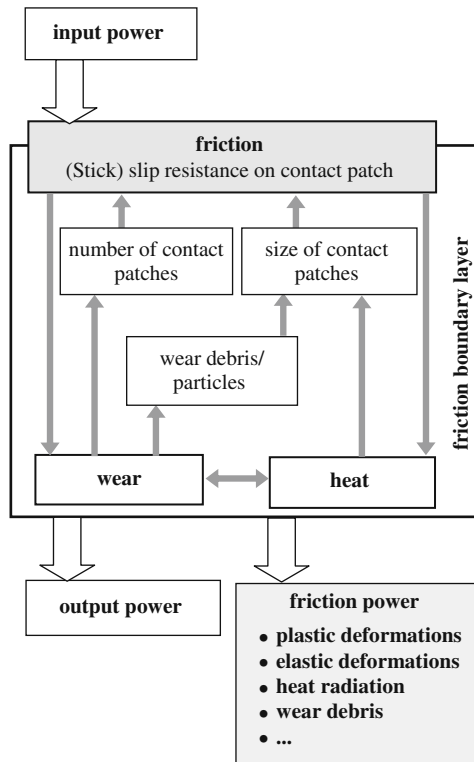 input power
friction
(Stick) slip resistance on contact patch
number of contact
patches
size of contact
patches
wear debris/
particles
friction boundary layer
wear
heat
output power
friction power
• plastic deformations
• elastic deformations
• heat radiation
• wear debris
• ...